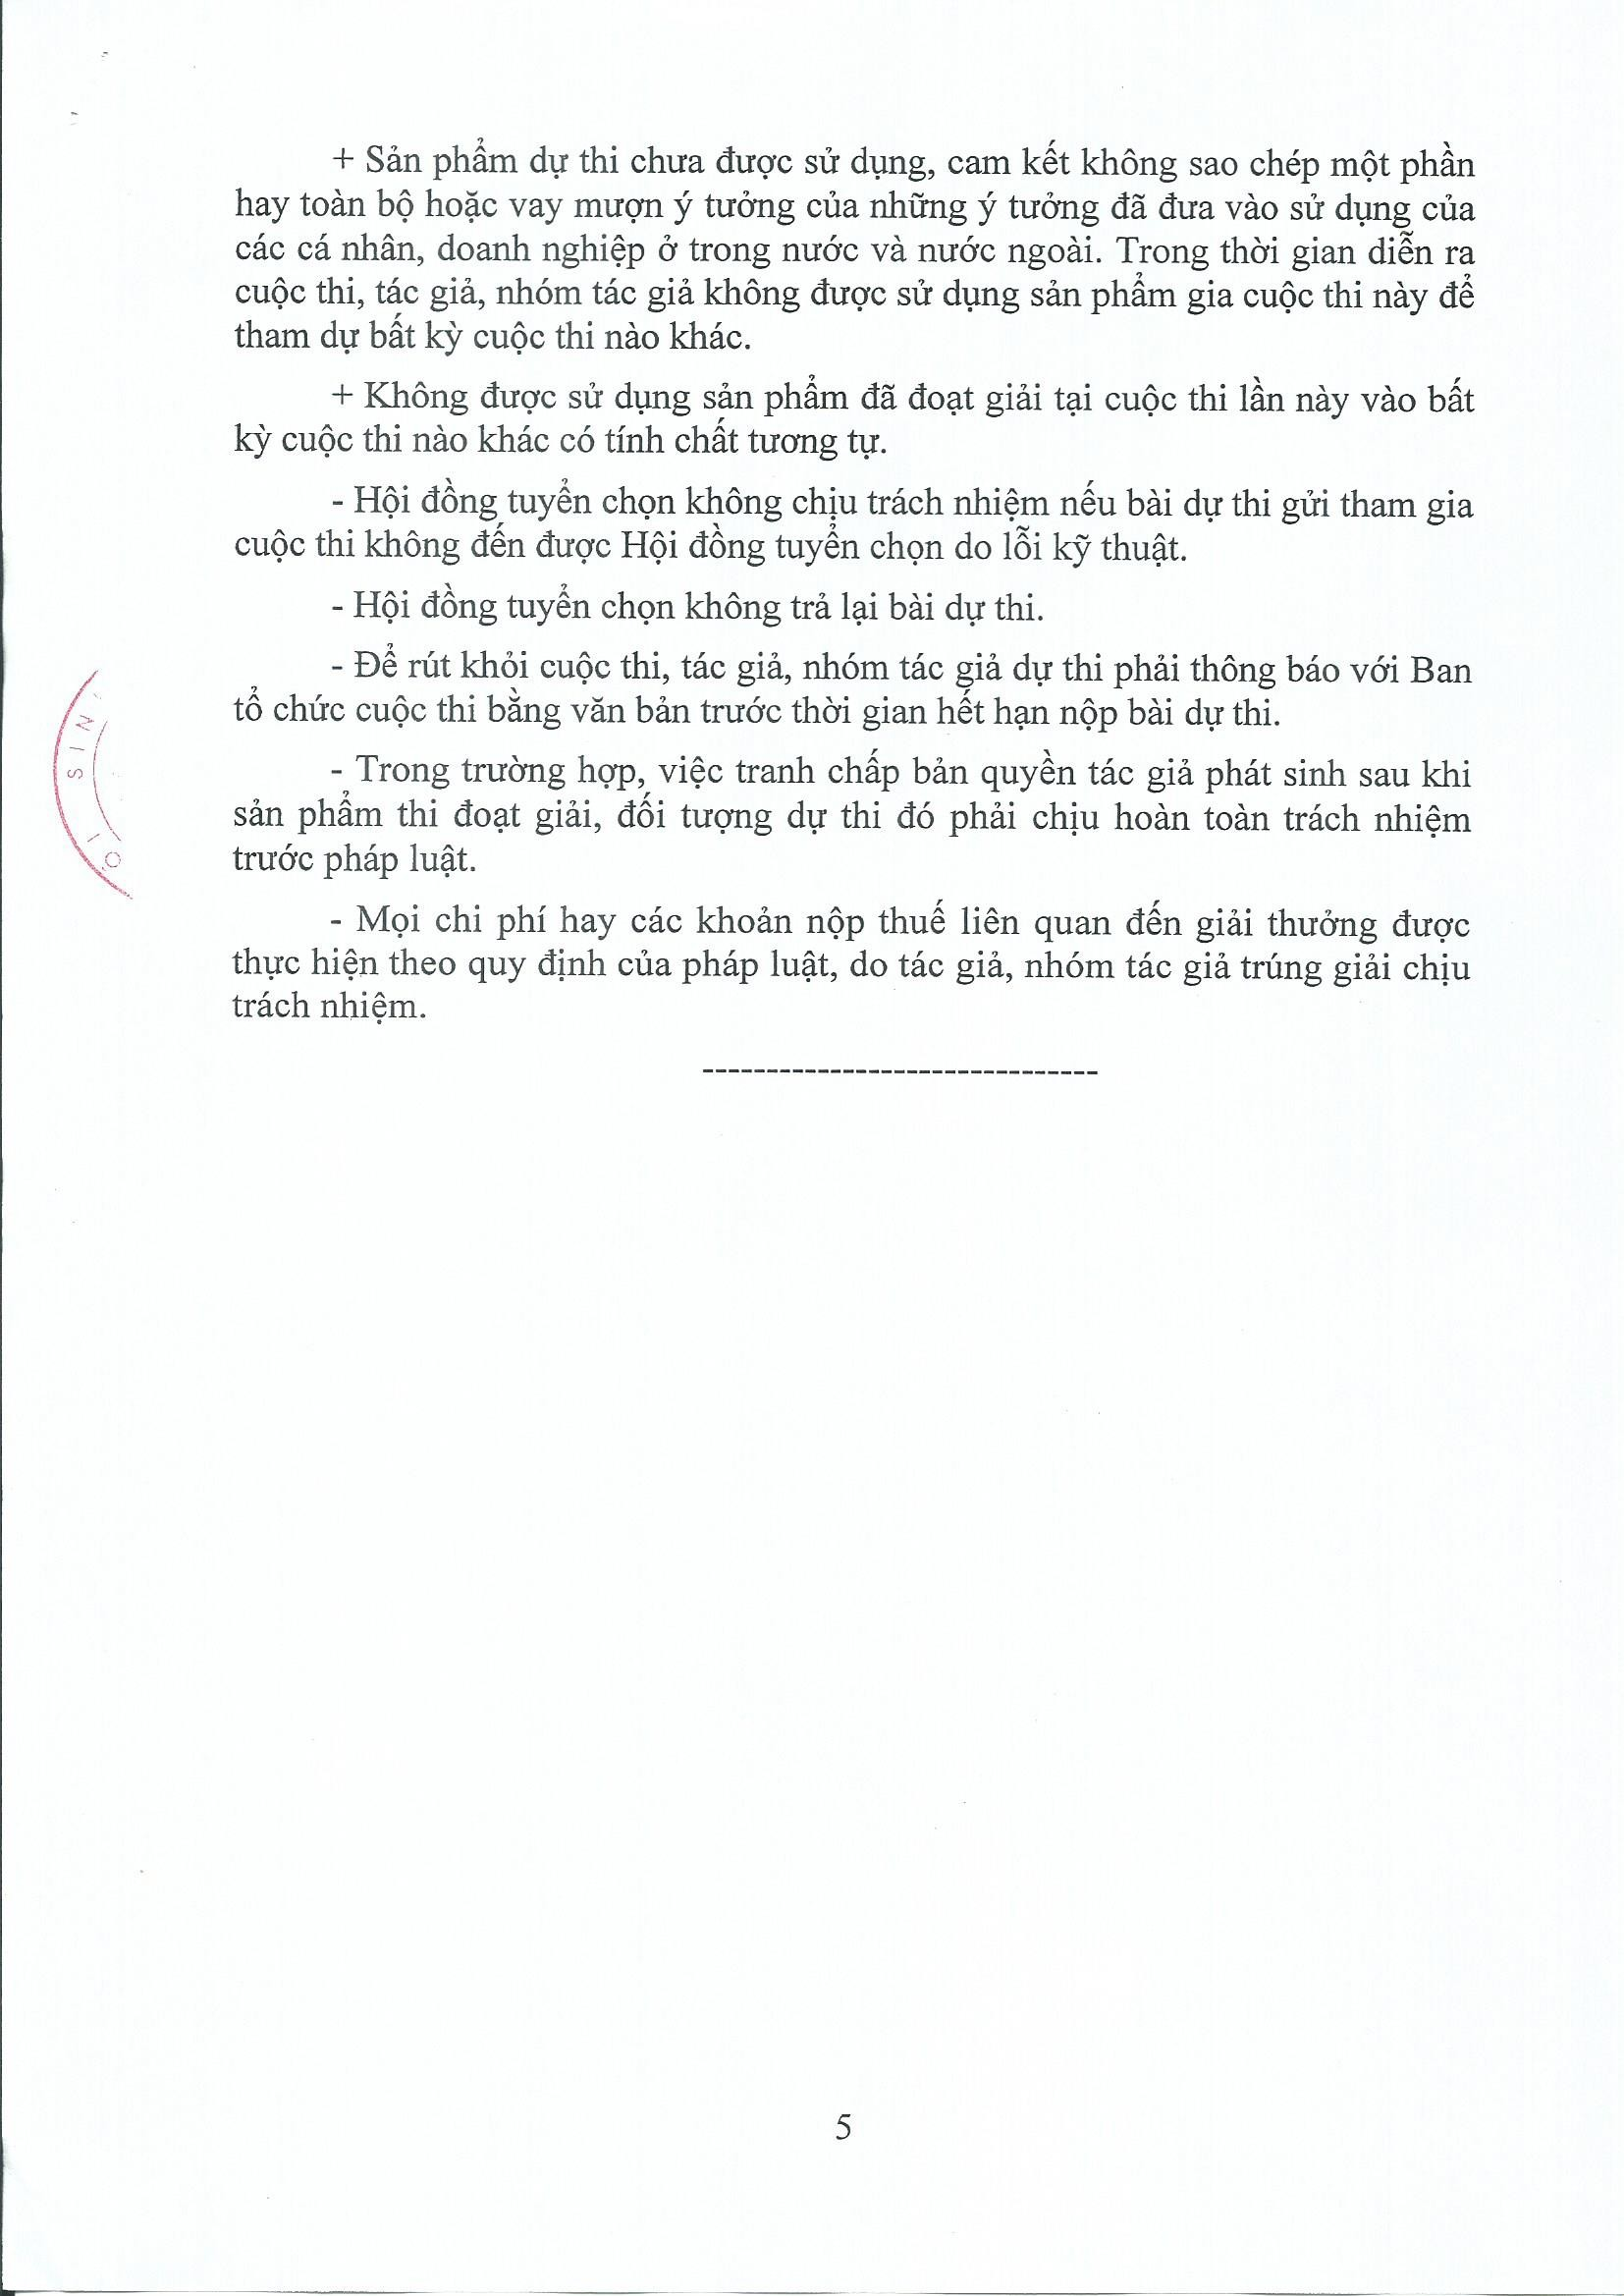 + Sản phẩm dự thi chưa được sử dụng, cam kết không sao chép một phần
hay toàn bộ hoặc vay mượn ý tưởng của những ý tưởng đã đưa vào sử dụng của
các cá nhân, doanh nghiệp ở trong nước và nước ngoài. Trong thời gian diễn ra
cuộc thi, tác giả, nhóm tác giả không được sử dụng sản phẩm gia cuộc thi này để
tham dự bất kỳ cuộc thi nào khác.
+ Không được sử dụng sản phẩm đã đoạt giải tại cuộc thi lần này vào bất
kỳ cuộc thi nào khác có tính chất tương tự.
- Hội đồng tuyển chọn không chịu trách nhiệm nếu bài dự thi gửi tham gia
cuộc thi không đến được Hội đồng tuyển chọn do lỗi kỹ thuật.
- Hội đồng tuyển chọn không trả lại bài dự thi.
- Để rút khỏi cuộc thi, tác giả, nhóm tác giả dự thi phải thông báo với Ban
tổ chức cuộc thi bằng văn bản trước thời gian hết hạn nộp bài dự thi.
- Trong trường hợp, việc tranh chấp bản quyền tác giả phát sinh sau khi
sản phẩm thi đoạt giải, đối tượng dự thi đó phải chịu hoàn toàn trách nhiệm
trước pháp luật.
- Mọi chi phí hay các khoản nộp thuế liên quan đến giải thưởng được
thực hiện theo quy định của pháp luật, do tác giả, nhóm tác giả trúng giải chịu
trách nhiệm.
-------------------------------
5